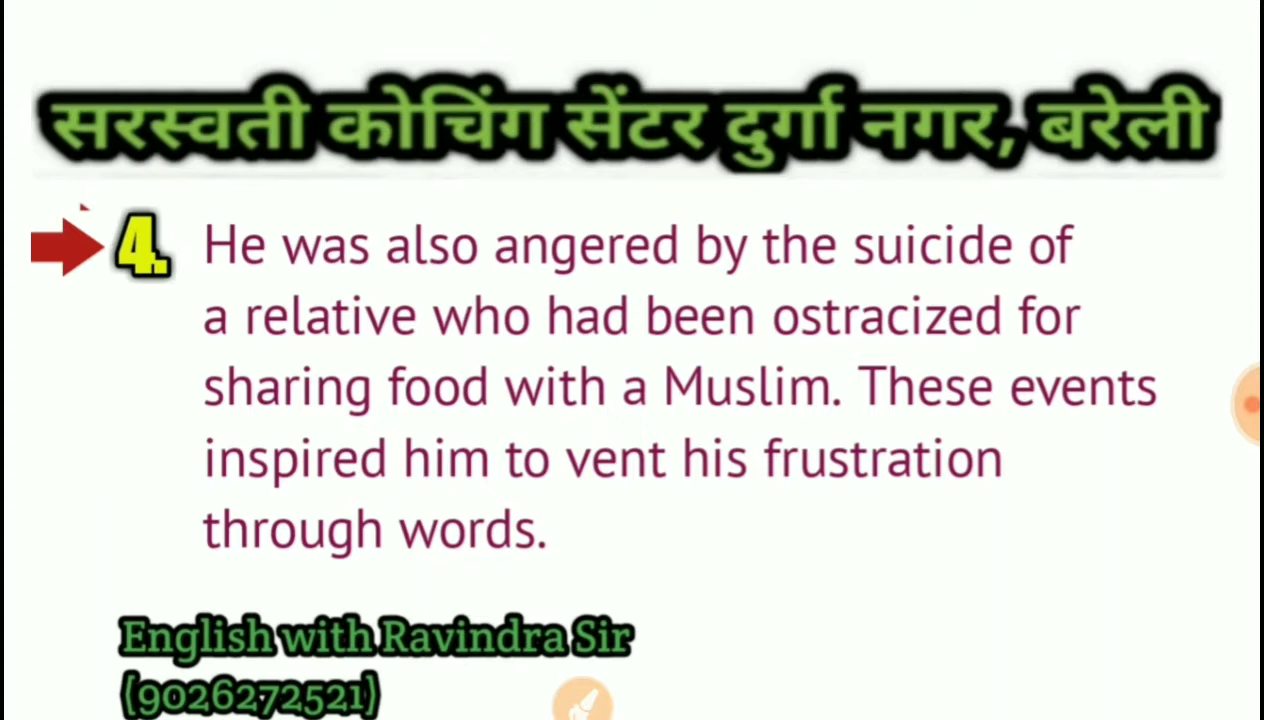 सरस्वती कोचिंग सेंटर दुर्गा नगर, बरेली
4. He was also angered by the suicide of
a relative who had been ostracized for
sharing food with a Muslim. These events
inspired him to vent his frustration
through words.
English with Ravindra Sir
(9026272521)